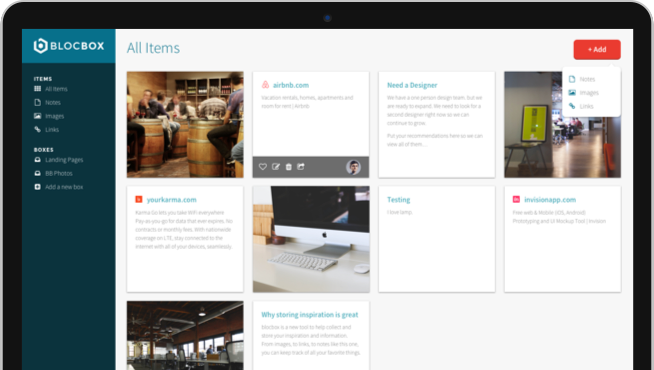 BLOCBOX
All Items
+ Add
Notes
Images
Links
ITEMS
All Items
Notes
Images
Links
BOXES
Landing Pages
BB Photos
Add a new box
airbnb.com
Vacation rentals, homes, apartments and
room-for-rent | Airbnb
Need a Designer
We have a one person design team, but we
are ready to expand. We need to look for a
second designer right now so we can
continue to grow.
Put your recommendations here so we can
view all of them ...
yourkarma.com
Karma Go lets you take WiFi everywhere.
Pay-as-you-go for data that ever expires. No
contracts or monthly fees. With nationwide
coverage on LTE, stay connected to the
internet with all of your devices, seamlessly
Testing
I love lamp.
in
invisionapp.com
Free web & Mobile (iOS, Android)
Prototyping and UI Mockup Tool | InVision
Why storing inspiration is great
blocbox is a new tool to help collect and
store your inspiration and information.
From images, to links, to notes like this one,
you can keep track of all your favorite things.